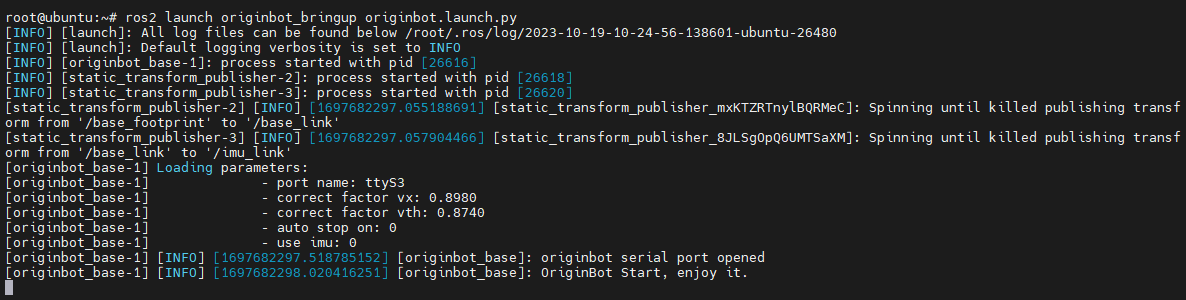 root@ubuntu:~# ros2 launch originbot_bringup originbot.launch.py
[INFO] [launch]: All log files can be found below /root/.ros/log/2023-10-19-10-24-56-138601-ubuntu-26480
[INFO] [launch]: Default logging verbosity is set to INFO
[INFO] [originbot_base-1]: process started with pid [26616]
[INFO] [static_transform_publisher-2]: process started with pid [26618]
[INFO] [static_transform_publisher-3]: process started with pid [26620]
[static_transform_publisher-2] [INFO] [1697682297.055188691] [static_transform_publisher_mxKTZRTnylBQRMeC]: Spinning until killed publishing transf
orm from '/base_footprint' to '/base_link'
[static_transform_publisher-3] [INFO] [1697682297.057904466] [static_transform_publisher_8JLSgOpQ6UMTSaXM]: Spinning until killed publishing transf
orm from '/base_link' to '/imu_link'
[originbot_base-1] Loading parameters:
[originbot_base-1]               - port name: ttyS3
[originbot_base-1]               - correct factor vx: 0.8980
[originbot_base-1]               - correct factor vth: 0.8740
[originbot_base-1]               - auto stop on: 0
[originbot_base-1]               - use imu: 0
[originbot_base-1] [INFO] [1697682297.518785152] [originbot_base]: originbot serial port opened
[originbot_base-1] [INFO] [1697682298.020416251] [originbot_base]: OriginBot Start, enjoy it.